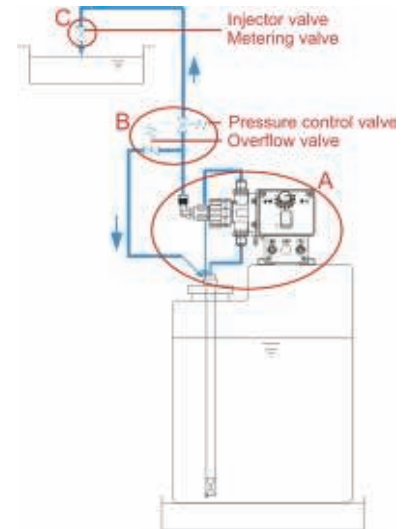 C
Injector valve
Metering valve
B
Pressure control valve
Overflow valve
A